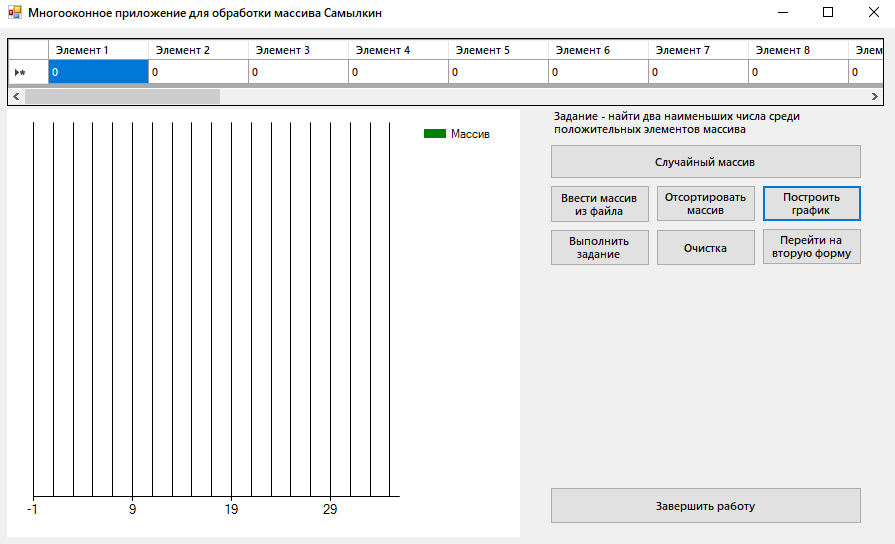 Многооконное приложение для обработки массива Самылкин
Элемент 1 Элемент 2 Элемент 3 Элемент 4 Элемент 5 Элемент 6 Элемент 7 Элемент 8 Элем
0 0 0 0 0 0 0 0 0
Массив
-1 9 19 29
Задание - найти два наименьших числа среди
положительных элементов массива
Случайный массив
Ввести массив
из файла
Отсортировать
массив
Построить
график
Выполнить
задание
Очистка
Перейти на
вторую форму
Завершить работу